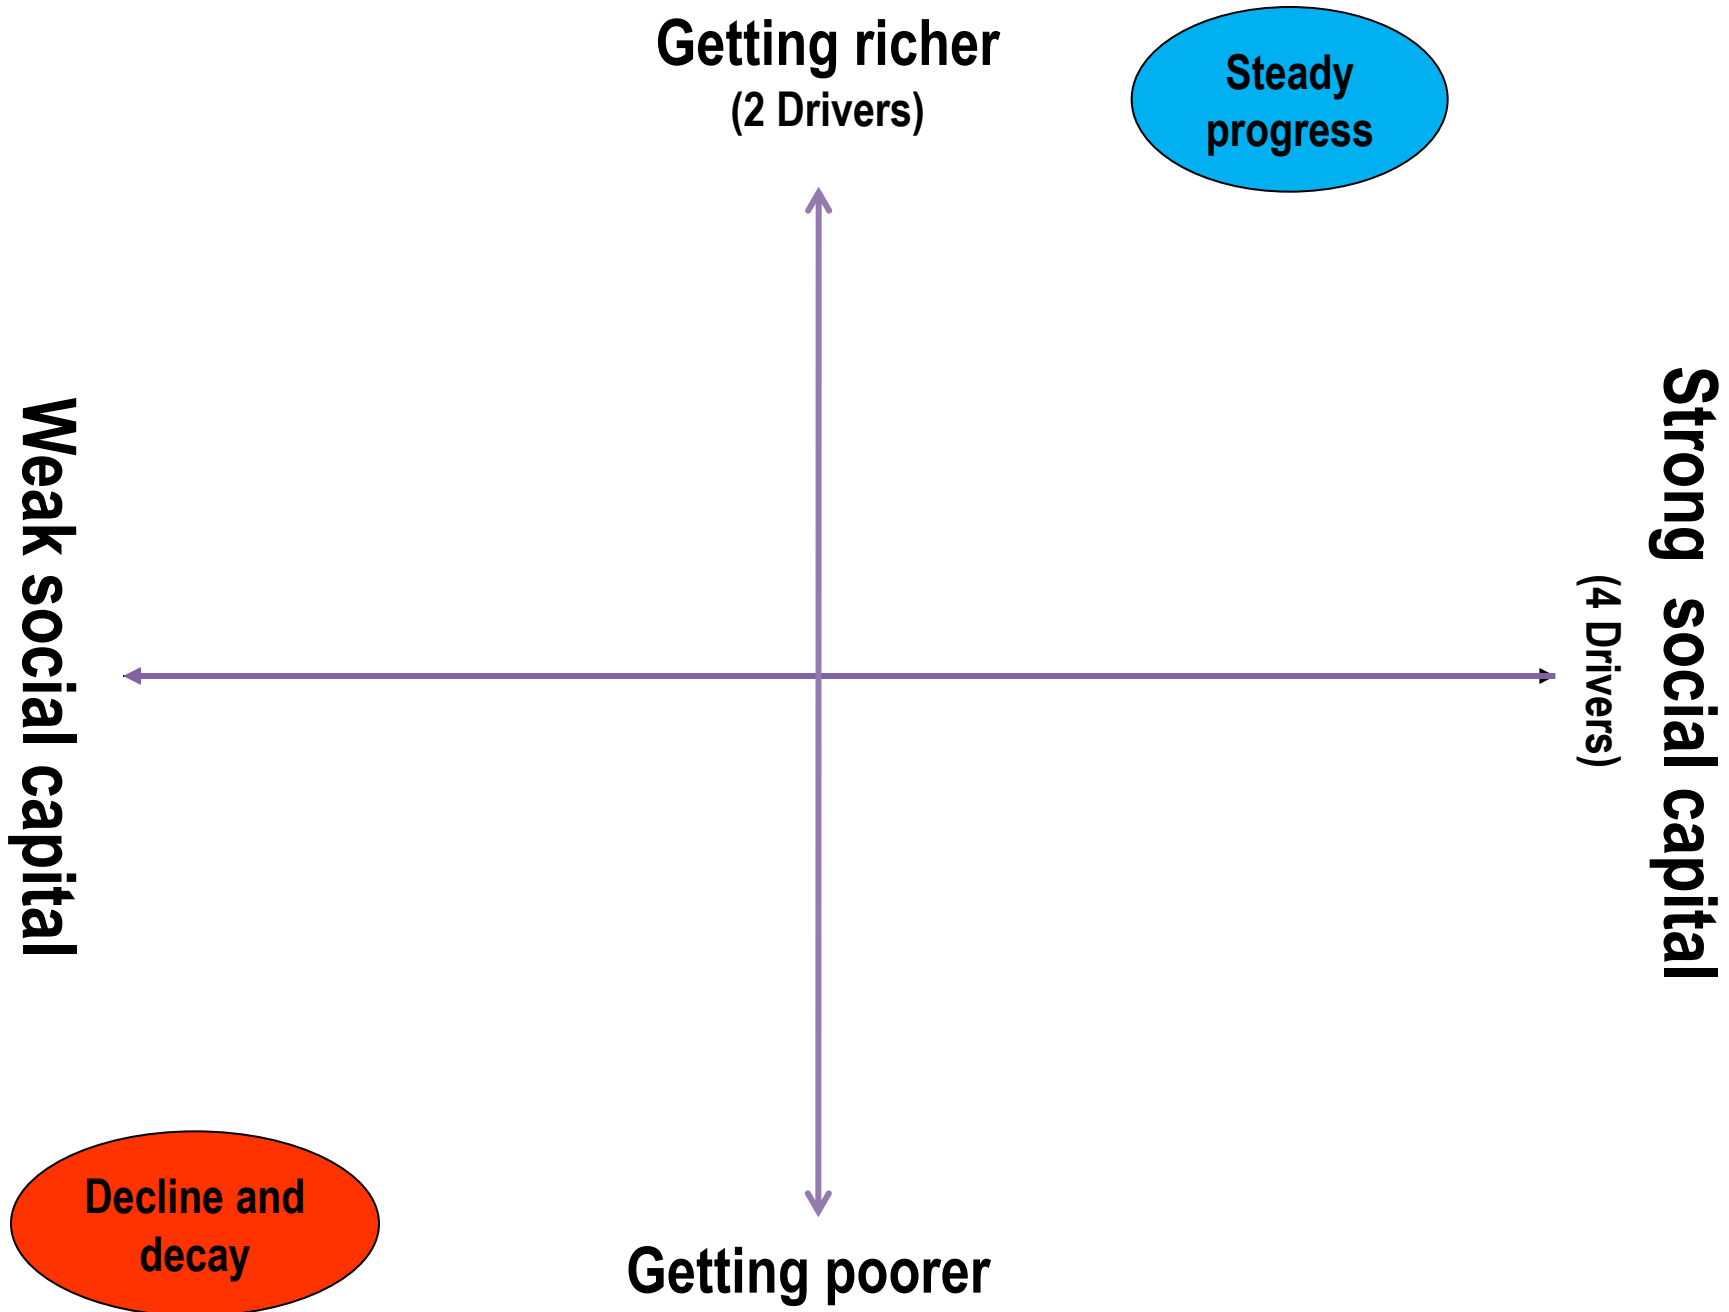 Getting richer
(2 Drivers)
Steady
progress
Weak social capital
Strong social capital
(4 Drivers)
Decline and
decay
Getting poorer